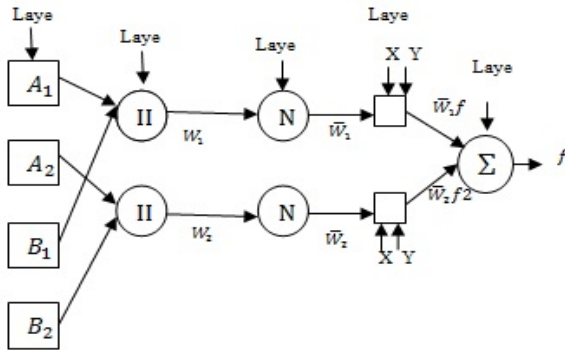 Laye
Laye
Laye
Laye
Laye
X Y
A₁
II
N
W₁
W̅₁
W̅₁f
A₂
Σ
f
II
N
W₂
W̅₂
W̅₂f2
B₁
X Y
B₂